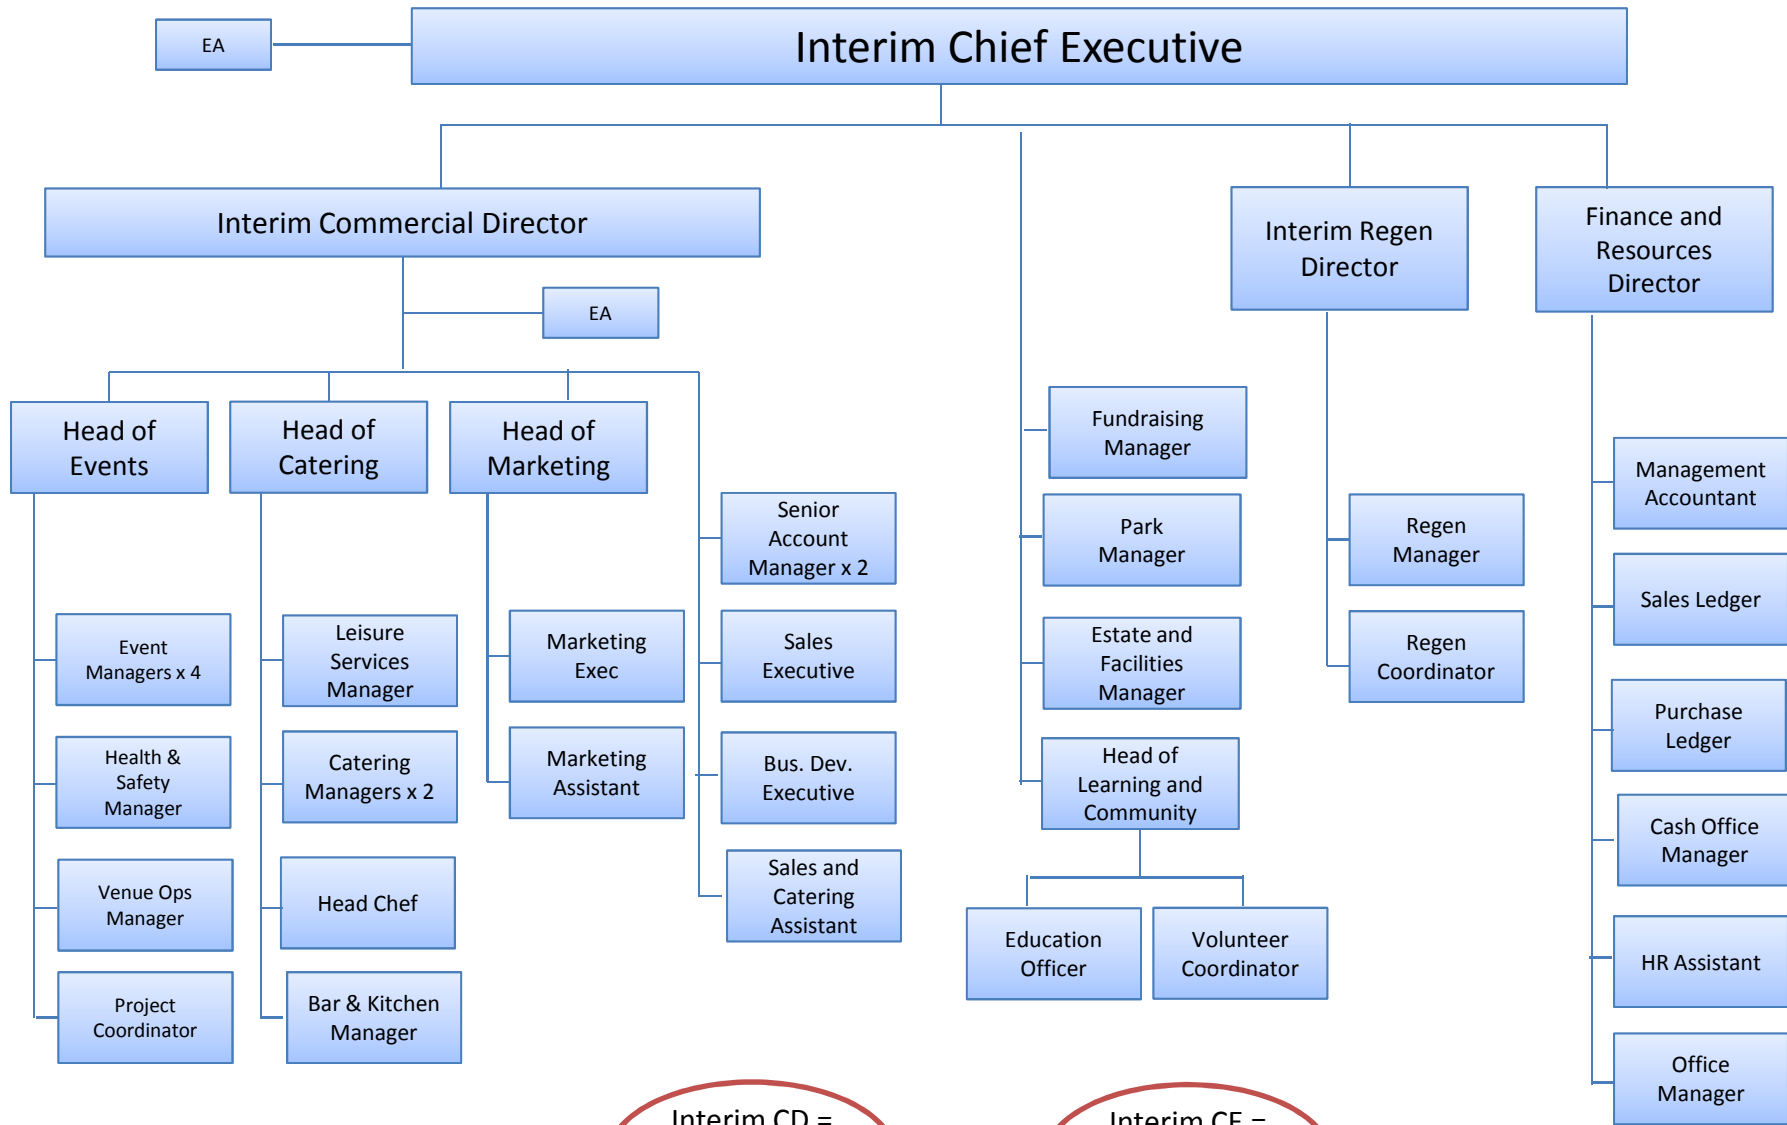 EA
Interim Chief Executive
Interim Commercial Director
EA
Interim Regen
Director
Finance and
Resources
Director
Head of
Events
Head of
Catering
Head of
Marketing
Event
Managers x 4
Health &
Safety
Manager
Venue Ops
Manager
Project
Coordinator
Leisure
Services
Manager
Catering
Managers x 2
Head Chef
Bar & Kitchen
Manager
Marketing
Exec
Marketing
Assistant
Senior
Account
Manager x 2
Sales
Executive
Bus. Dev.
Executive
Sales and
Catering
Assistant
Fundraising
Manager
Park
Manager
Estate and
Facilities
Manager
Head of
Learning and
Community
Education
Officer
Volunteer
Coordinator
Regen
Manager
Regen
Coordinator
Management
Accountant
Sales Ledger
Purchase
Ledger
Cash Office
Manager
HR Assistant
Office
Manager
Interim CD =
Interim CE =